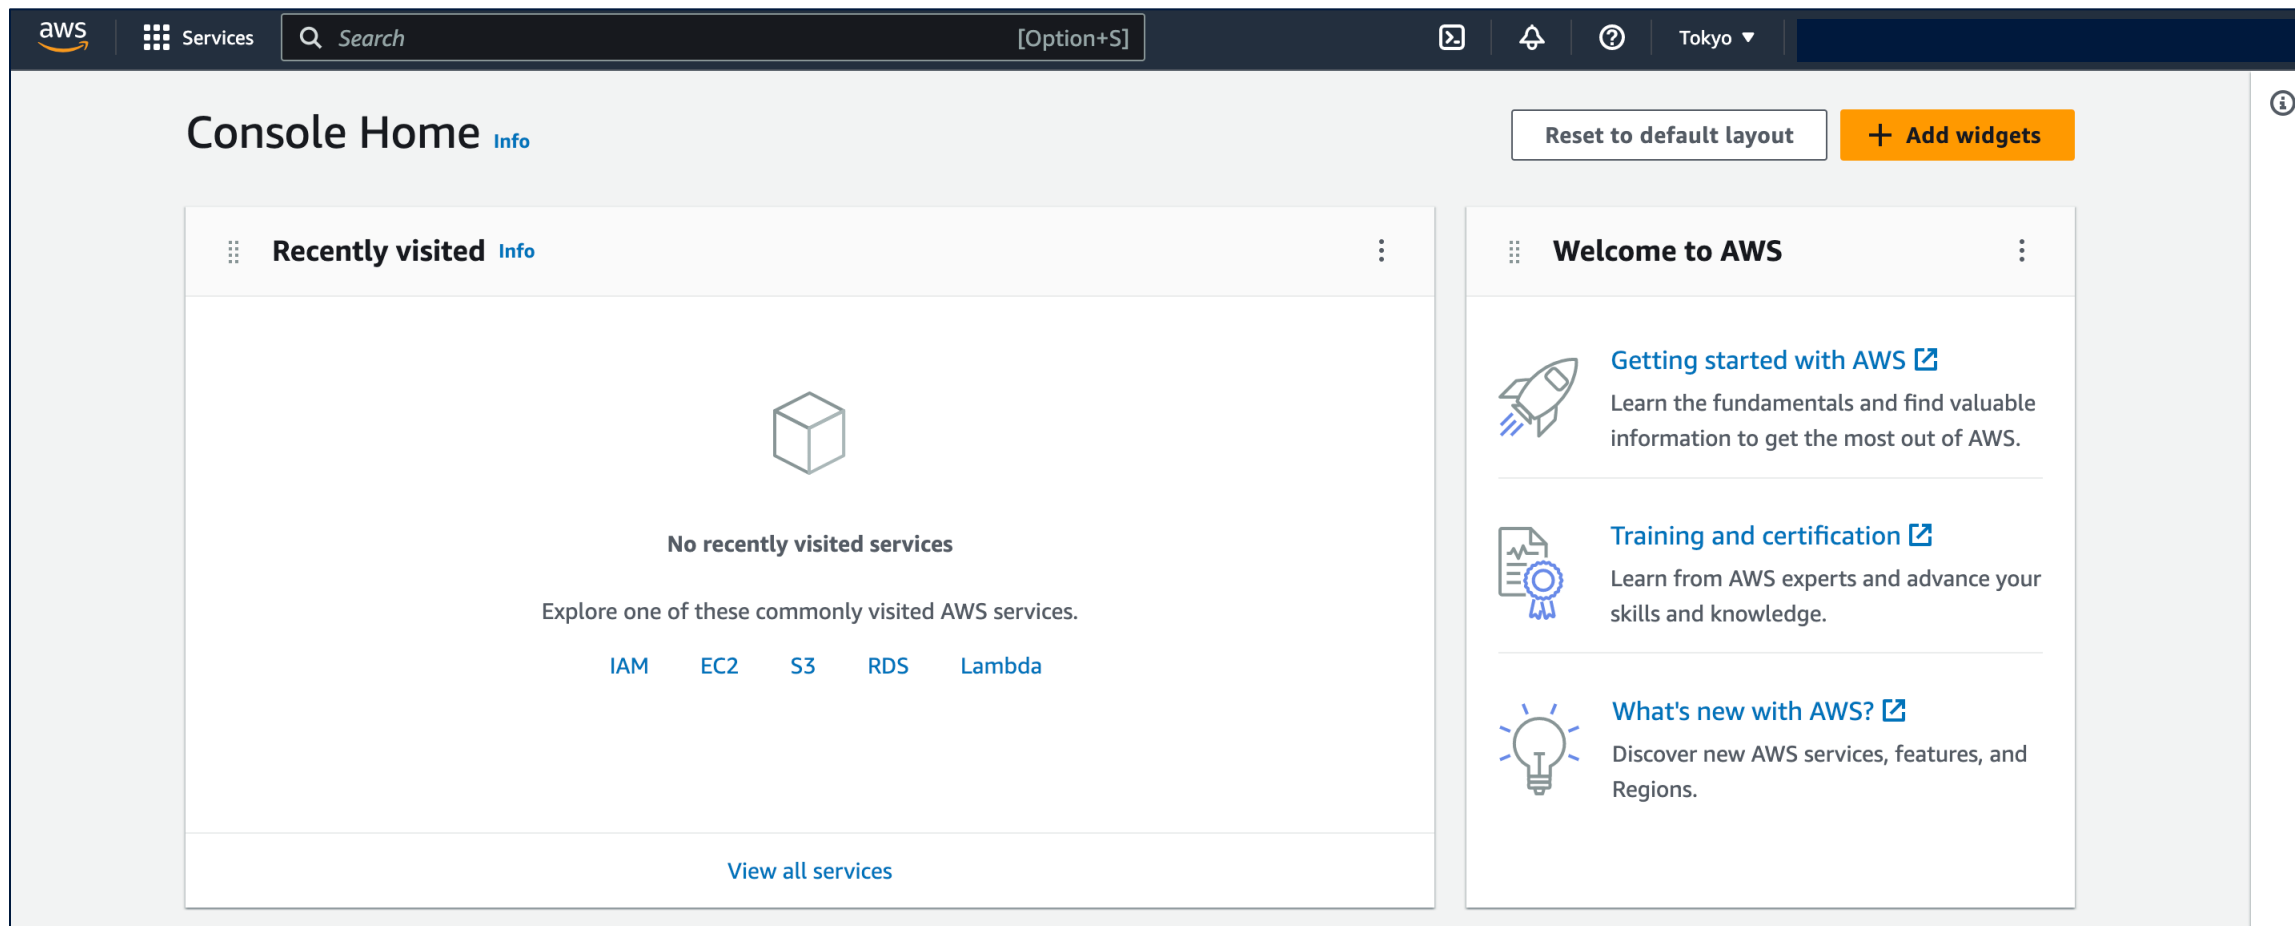 aws
Services
Search
[Option+S]
Tokyo
Console Home Info
Reset to default layout
Add widgets
Recently visited Info
No recently visited services
Explore one of these commonly visited AWS services.
IAM EC2 S3 RDS Lambda
View all services
Welcome to AWS
Getting started with AWS
Learn the fundamentals and find valuable
information to get the most out of AWS.
Training and certification
Learn from AWS experts and advance your
skills and knowledge.
What's new with AWS?
Discover new AWS services, features, and
Regions.